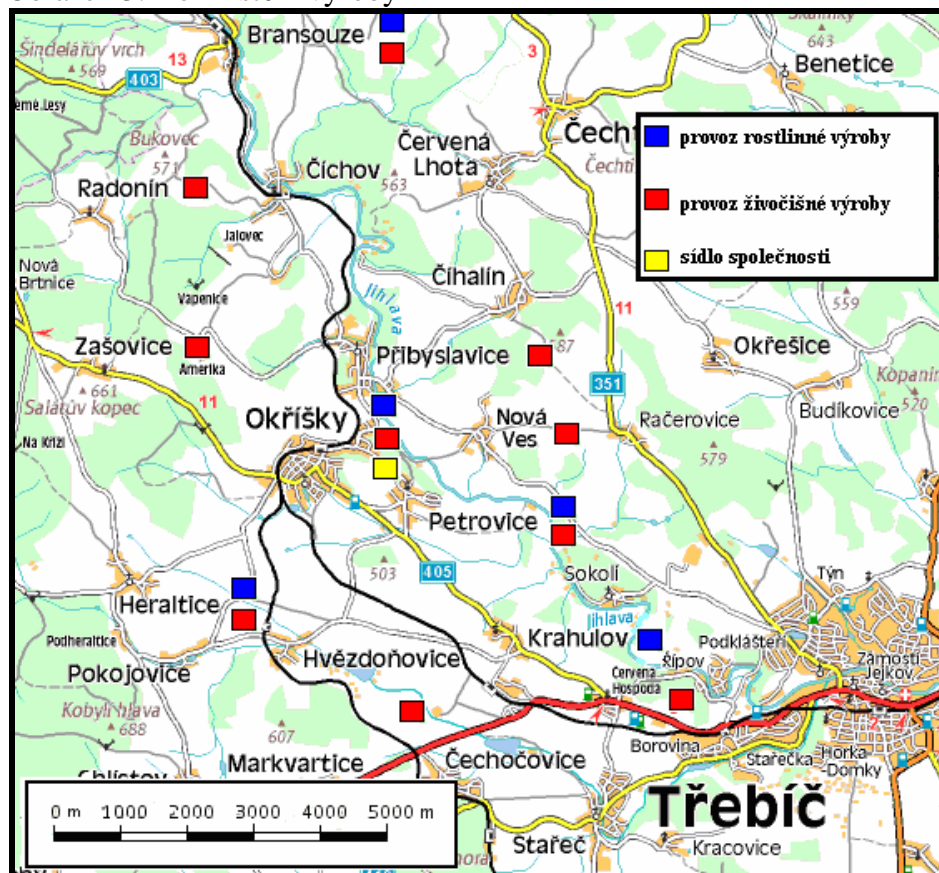 Bransouze
Šindelářův vrch
569
13
403
3
643
Benetice
Bukovec
571
Radonín
Číchov
563
Červená
Lhota
Jalovec
Nová
Brtnice
Vápenice
Číhalín
Jihlava
provoz rostlinné výroby
provoz živočišné výroby
sídlo společnosti
559
11
Zašovice
Amerika
661
Salátův kopec
11
Přibyslavice
587
351
Okřešice
520
Budíkovice
Račerovice
579
Na Kříži
Okříšky
Nová
Ves
Petrovice
503
405
Sokolí
Týn
Heraltice
Podheraltice
Pokojovice
Hvězdoňovice
Krahulov
Jihlava
Podklášteří
Řípov
Červená
Hospoda
Zámostí
Jejkov
2
Kobylí hlava
688
607
Markvartice
Čechočovice
Borovina
Stařečka
Horka
-Domky
0 m 1000 2000 3000 4000 5000 m
Třebíč
Stařeč
Kracovice